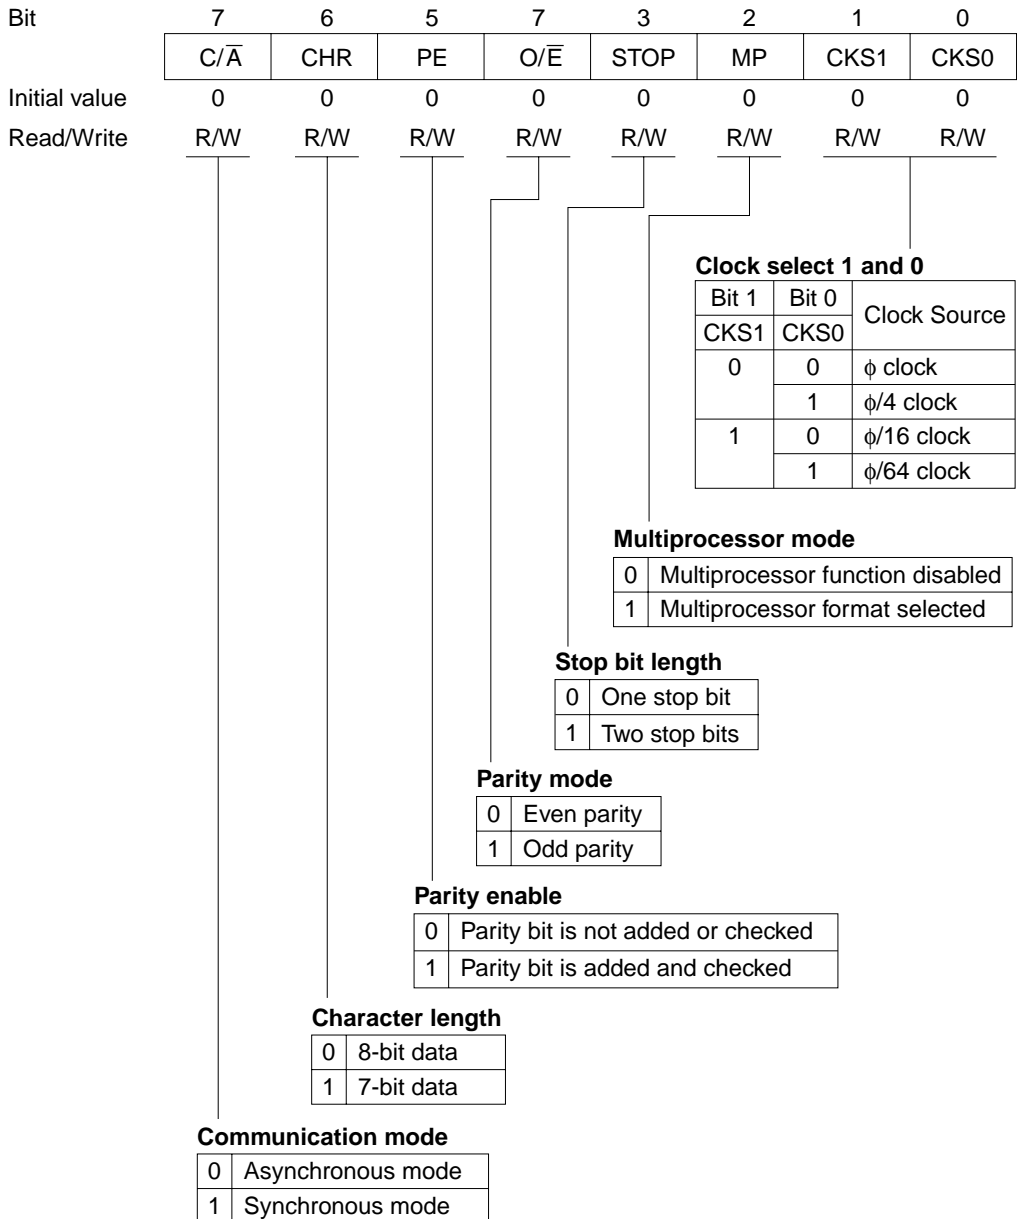 Bit 7 6 5 7 3 2 1 0
C/A̅ CHR PE O/E̅ STOP MP CKS1 CKS0
Initial value 0 0 0 0 0 0 0 0
Read/Write R/W R/W R/W R/W R/W R/W R/W R/W
Clock select 1 and 0
Bit 1 Bit 0 Clock Source
CKS1 CKS0
0 0 ϕ clock
1 ϕ/4 clock
1 0 ϕ/16 clock
1 ϕ/64 clock
Multiprocessor mode
0 Multiprocessor function disabled
1 Multiprocessor format selected
Stop bit length
0 One stop bit
1 Two stop bits
Parity mode
0 Even parity
1 Odd parity
Parity enable
0 Parity bit is not added or checked
1 Parity bit is added and checked
Character length
0 8-bit data
1 7-bit data
Communication mode
0 Asynchronous mode
1 Synchronous mode